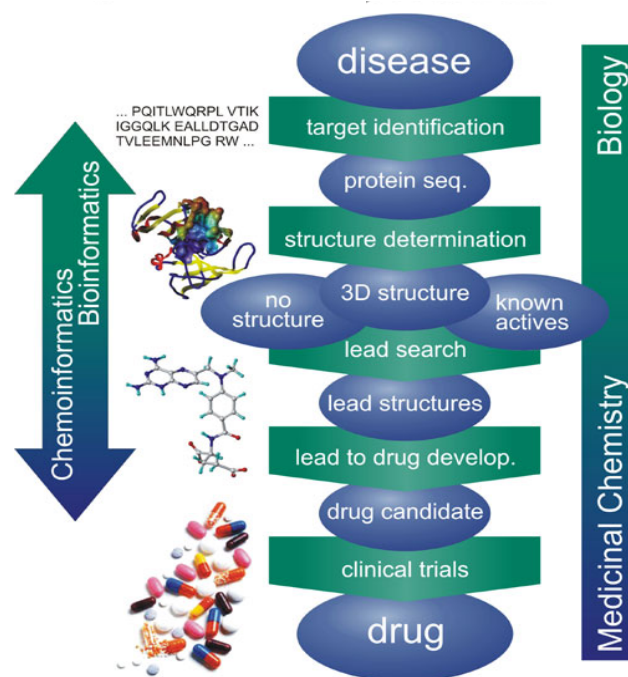 disease
... PQITLWQRPL VTIK
IGGQLK EALLDTGAD
TVLEEMNLPG RW ...
target identification
protein seq.
structure determination
no
structure
3D structure
known
actives
lead search
lead structures
lead to drug develop.
drug candidate
clinical trials
drug
Chemoinformatics
Bioinformatics
Biology
Medicinal Chemistry